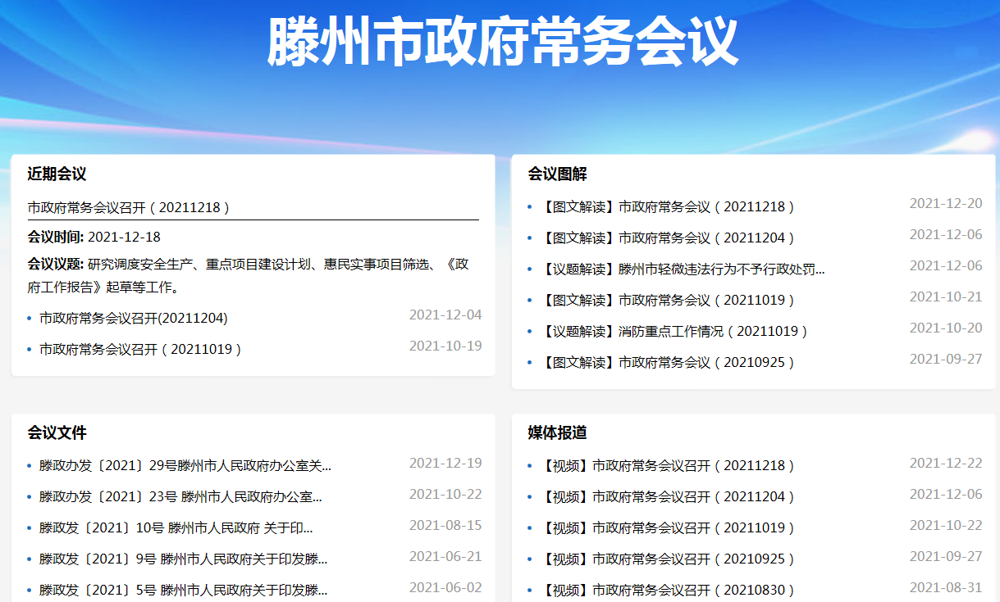 滕州市政府常务会议
近期会议
市政府常务会议召开（20211218）
会议时间: 2021-12-18
会议议题: 研究调度安全生产、重点项目建设计划、惠民实事项目筛选、《政
府工作报告》起草等工作。
市政府常务会议召开(20211204) 2021-12-04
市政府常务会议召开（20211019） 2021-10-19
会议图解
【图文解读】市政府常务会议（20211218） 2021-12-20
【图文解读】市政府常务会议（20211204） 2021-12-06
【议题解读】滕州市轻微违法行为不予行政处罚... 2021-12-06
【图文解读】市政府常务会议（20211019） 2021-10-21
【议题解读】消防重点工作情况（20211019） 2021-10-20
【图文解读】市政府常务会议（20210925） 2021-09-27
会议文件
滕政办发〔2021〕29号滕州市人民政府办公室关... 2021-12-19
滕政办发〔2021〕23号 滕州市人民政府办公室... 2021-10-22
滕政发〔2021〕10号 滕州市人民政府 关于印... 2021-08-15
滕政发〔2021〕9号 滕州市人民政府关于印发滕... 2021-06-21
滕政发〔2021〕5号 滕州市人民政府关于印发滕... 2021-06-02
媒体报道
【视频】市政府常务会议召开（20211218） 2021-12-22
【视频】市政府常务会议召开（20211204） 2021-12-06
【视频】市政府常务会议召开（20211019） 2021-10-22
【视频】市政府常务会议召开（20210925） 2021-09-27
【视频】市政府常务会议召开（20210830） 2021-08-31